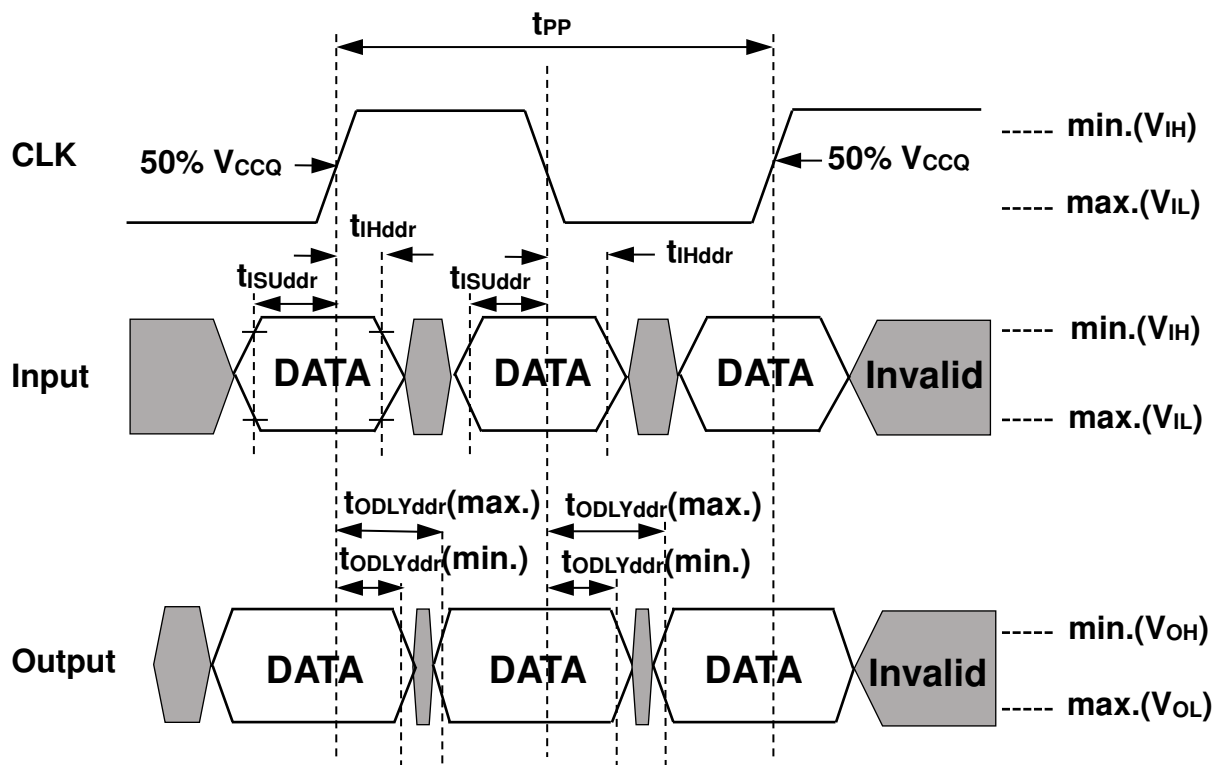 tPP
CLK
50% VCCQ
50% VCCQ
min.(VIH)
max.(VIL)
tIHddr
tIHddr
tISUddr
tISUddr
Input
DATA
DATA
DATA
Invalid
min.(VIH)
max.(VIL)
tODLYddr(max.)
tODLYddr(max.)
tODLYddr(min.)
tODLYddr(min.)
Output
DATA
DATA
DATA
Invalid
min.(VOH)
max.(VOL)